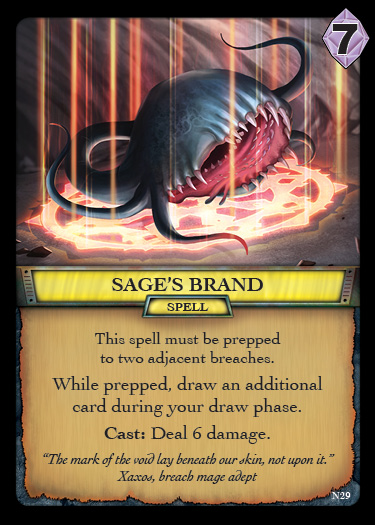 7
SAGE'S BRAND
SPELL
This spell must be prepped
to two adjacent breaches.
While prepped, draw an additional
card during your draw phase.
Cast: Deal 6 damage.
“The mark of the void lay beneath our skin, not upon it.”
Xaxos, breach mage adept
N29